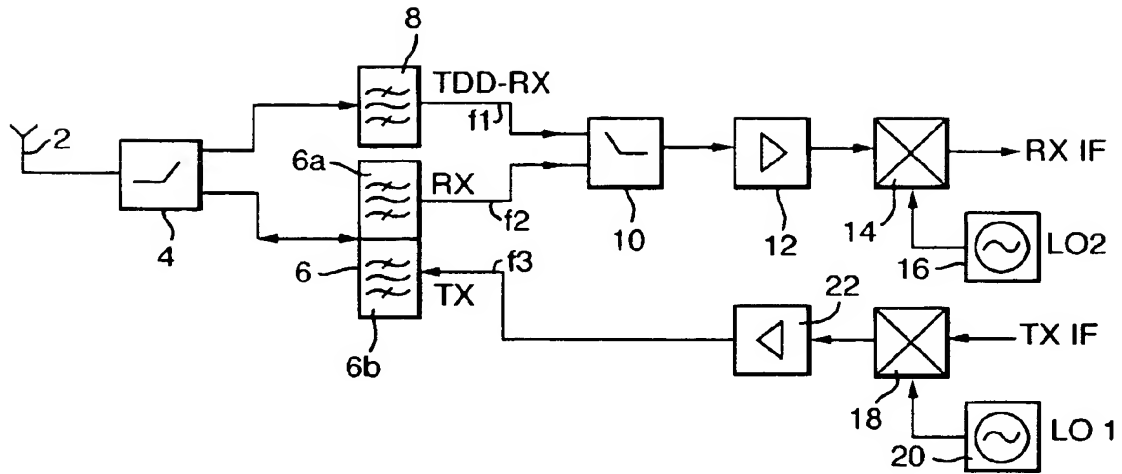 8
TDD-RX
f1
2
6a
RX
f2
RX IF
4
10
12
14
16
LO2
6
f3
TX
22
TX IF
6b
18
20
LO 1